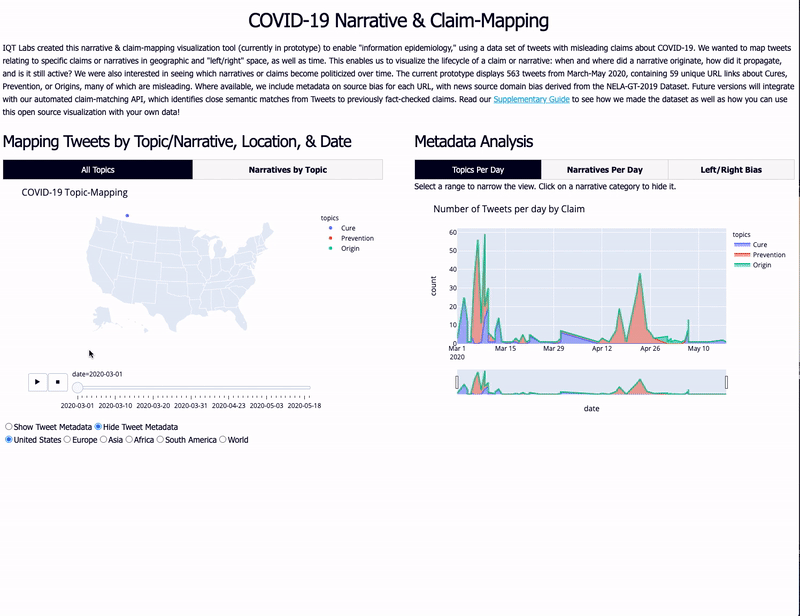 COVID-19 Narrative & Claim-Mapping
IQT Labs created this narrative & claim-mapping visualization tool (currently in prototype) to enable "information epidemiology," using a data set of tweets with misleading claims about COVID-19. We wanted to map tweets
relating to specific claims or narratives in geographic and "left/right" space, as well as time. This enables us to visualize the lifecycle of a claim or narrative: when and where did a narrative originate, how did it propagate,
and is it still active? We were also interested in seeing which narratives or claims become politicized over time. The current prototype displays 563 tweets from March-May 2020, containing 59 unique URL links about Cures,
Prevention, or Origins, many of which are misleading. Where available, we include metadata on source bias for each URL, with news source domain bias derived from the NELA-GT-2019 Dataset. Future versions will integrate
with our automated claim-matching API, which identifies close semantic matches from Tweets to previously fact-checked claims. Read our Supplementary Guide to see how we made the dataset as well as how you can use
this open source visualization with your own data!
Mapping Tweets by Topic/Narrative, Location, & Date
All Topics
Narratives by Topic
COVID-19 Topic-Mapping
topics
Cure
Prevention
Origin
date=2020-03-01
2020-03-01 2020-03-10 2020-03-20 2020-03-31 2020-04-23 2020-05-03 2020-05-18
Show Tweet Metadata Hide Tweet Metadata
United States Europe Asia Africa South America World
Metadata Analysis
Topics Per Day
Narratives Per Day
Left/Right Bias
Select a range to narrow the view. Click on a narrative category to hide it.
Number of Tweets per day by Claim
topics
Cure
Prevention
Origin
count
60
50
40
30
20
10
0
Mar 1 Mar 15 Mar 29 Apr 12 Apr 26 May 10
2020
date